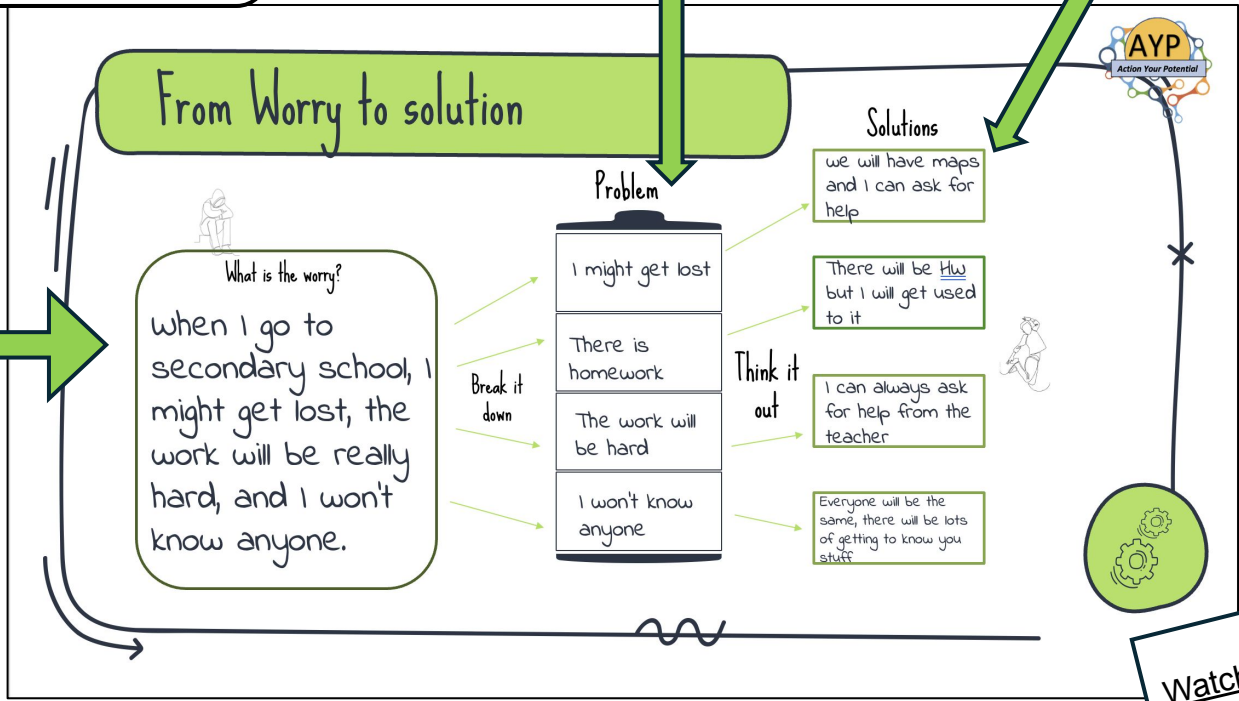 AYP
Action Your Potential
From Worry to solution
What is the worry?
when I go to
secondary school, I
might get lost, the
work will be really
hard, and I won't
know anyone.
Break it
down
Problem
I might get lost
There is
homework
The work will
be hard
I won't know
anyone
Think it
out
Solutions
we will have maps
and I can ask for
help
There will be Hw
but I will get used
to it
I can always ask
for help from the
teacher
Everyone will be the
same, there will be lots
of getting to know you
stuff
Watch